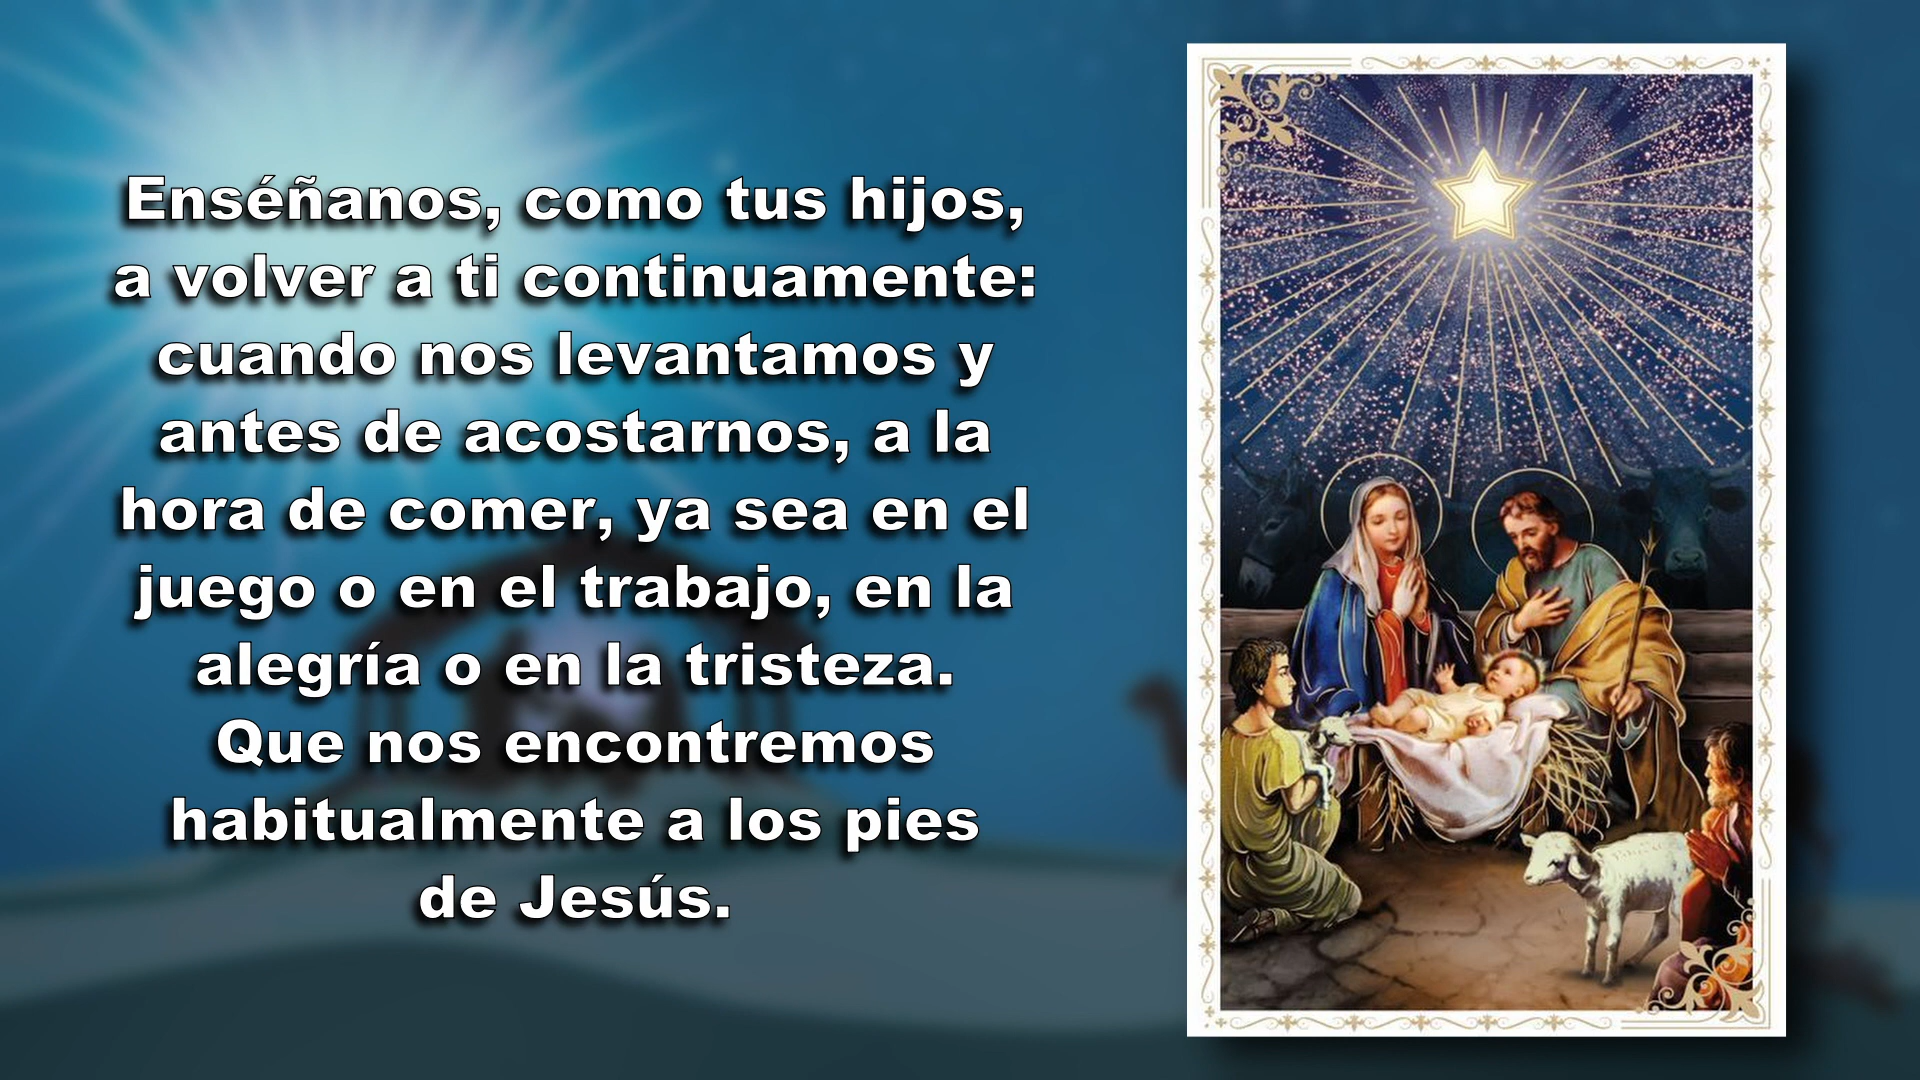 Enséñanos, como tus hijos,
a volver a ti continuamente:
cuando nos levantamos y
antes de acostarnos, a la
hora de comer, ya sea en el
juego o en el trabajo, en la
alegría o en la tristeza.
Que nos encontremos
habitualmente a los pies
de Jesús.